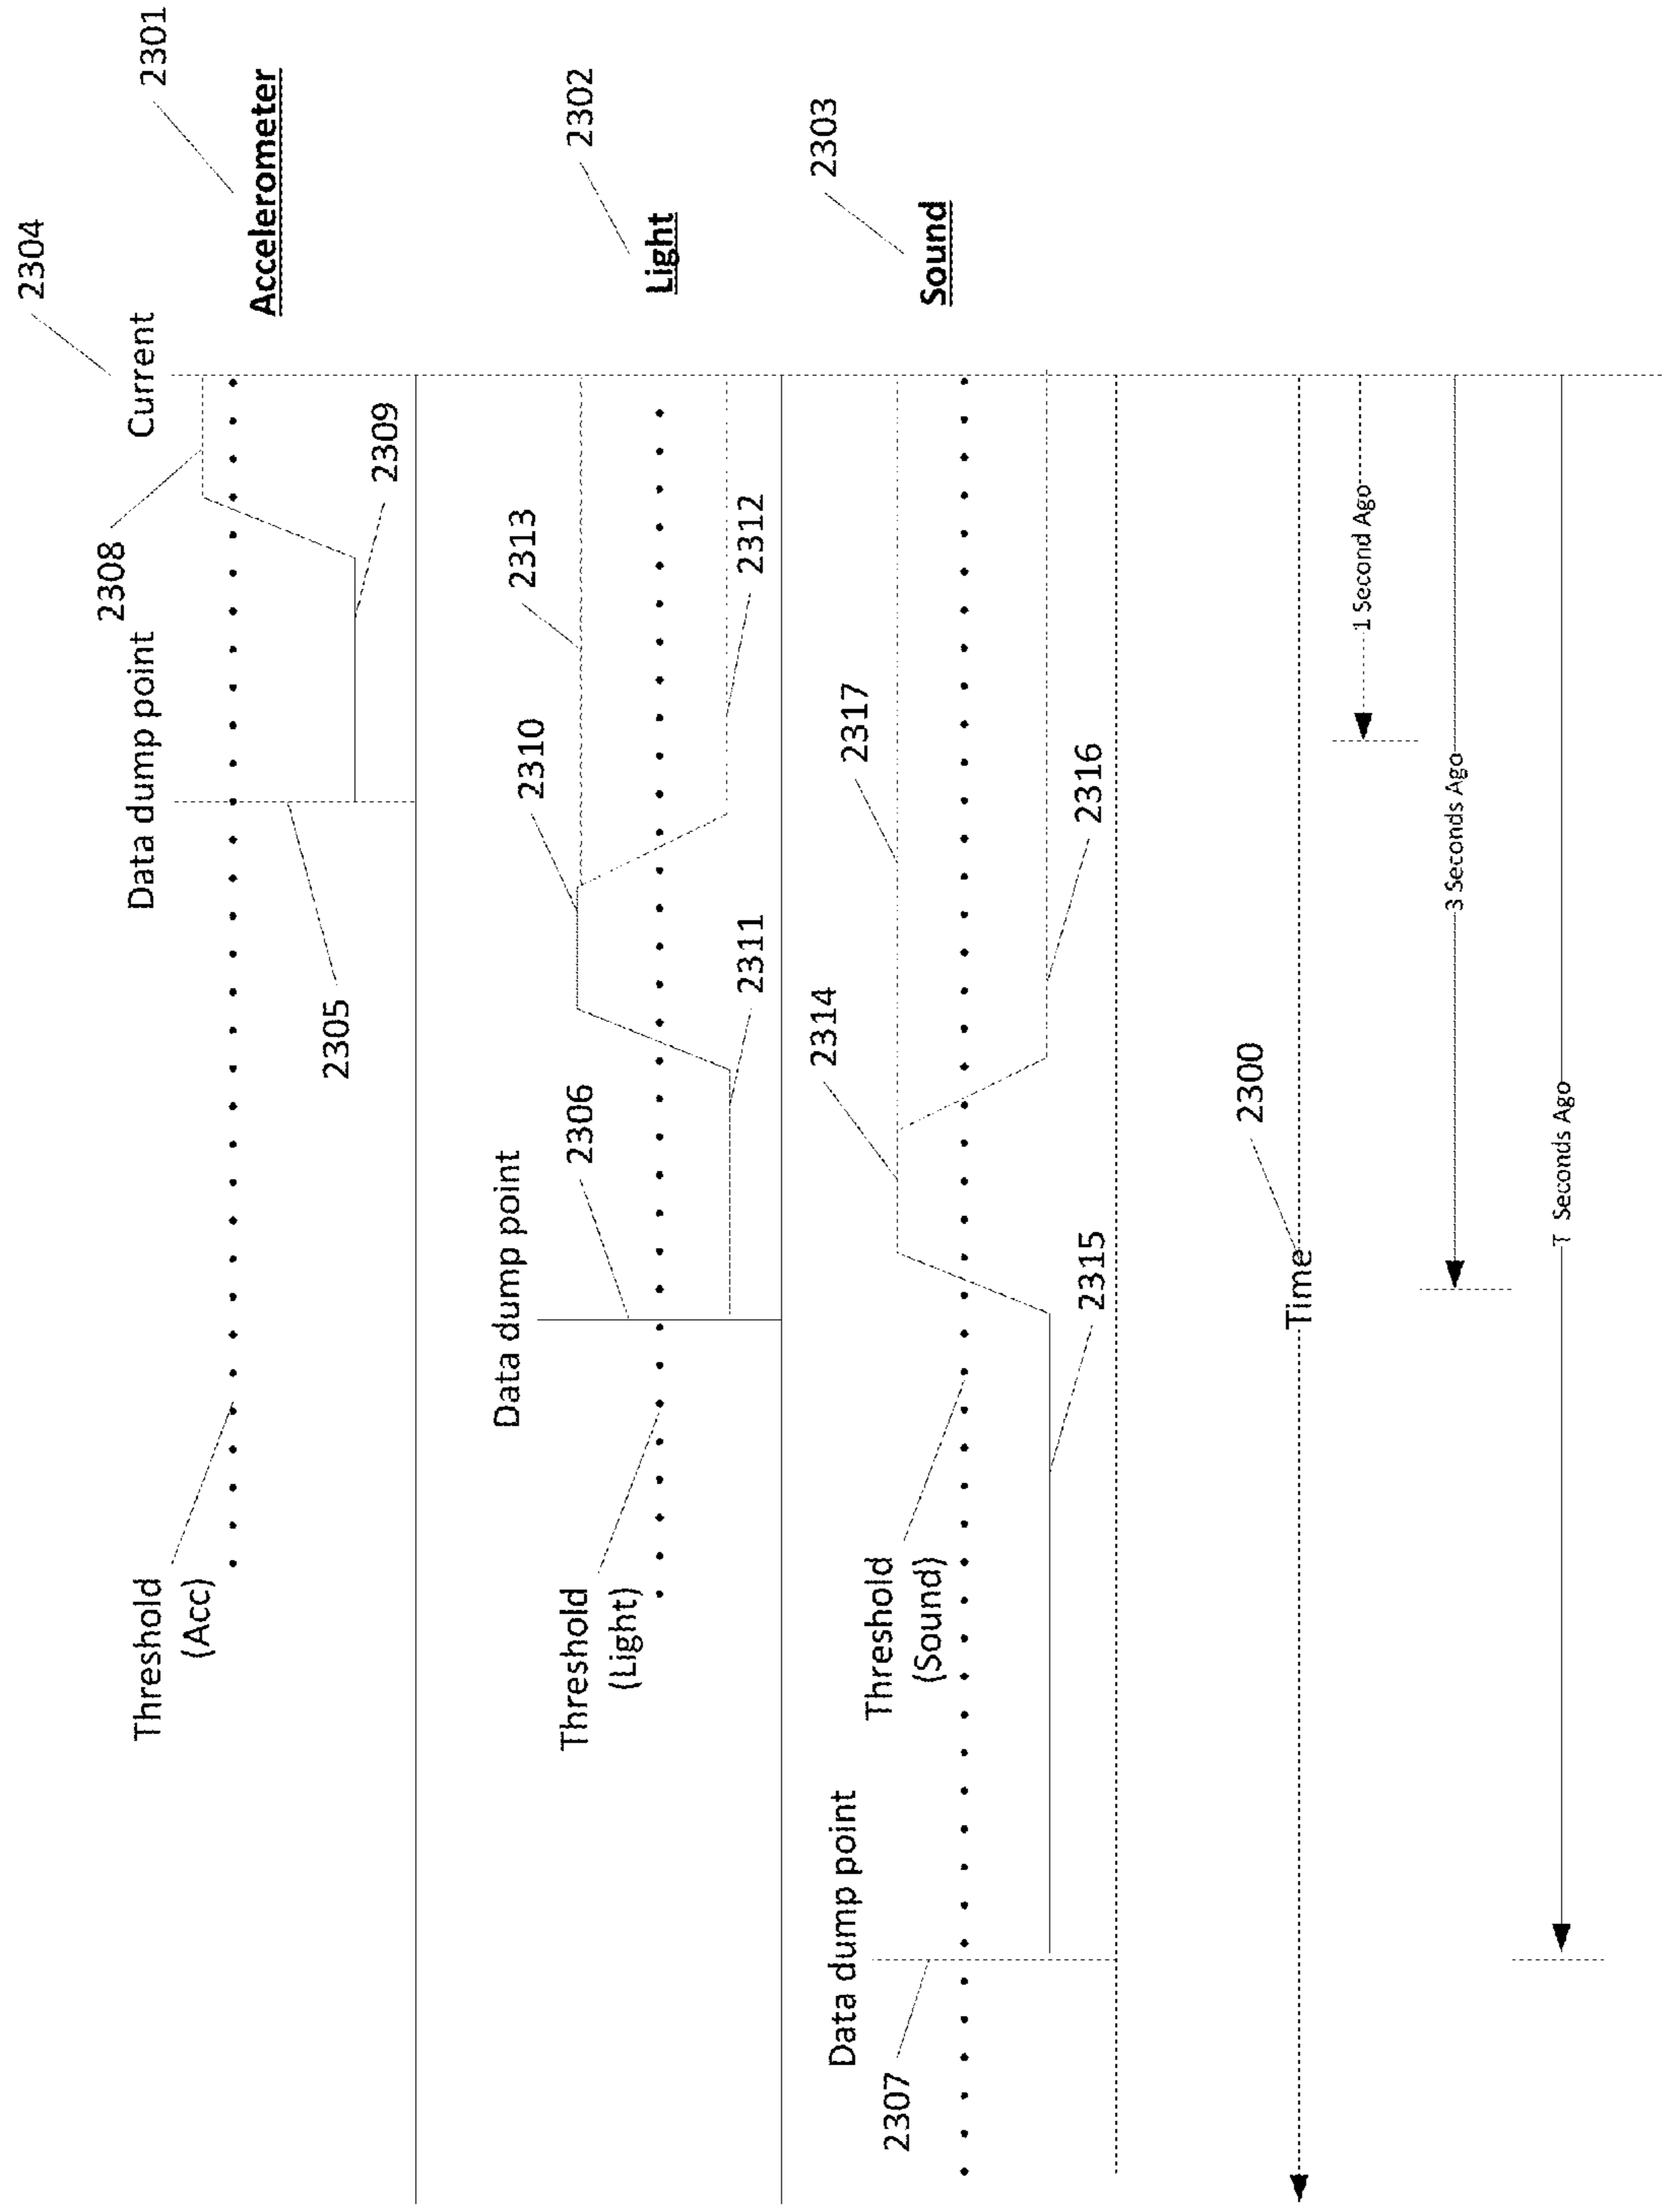 2304
2301
Current
2308
Data dump point
Threshold
(Acc)
Accelerometer
2309
2305
Data dump point
2313
2310
2306
2302
Threshold
(Light)
Light
2312
2311
Data dump point
2317
2314
2303
Threshold
(Sound)
2307
Sound
2316
2315
2300
Time
1 Second Ago
3 Seconds Ago
Seconds Ago